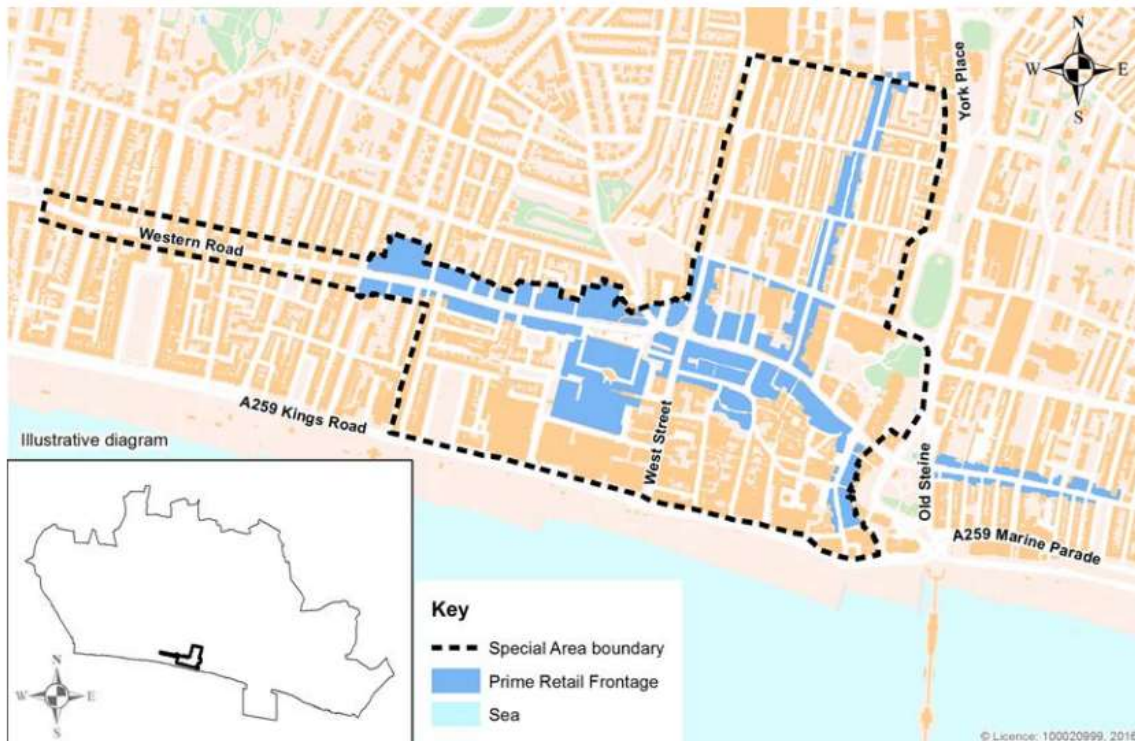 N
W E
S
York Place
Western Road
A259 Kings Road
West Street
Old Steine
A259 Marine Parade
Illustrative diagram
N
W E
S
Key
Special Area boundary
Prime Retail Frontage
Sea
© Licence: 100020999, 2016